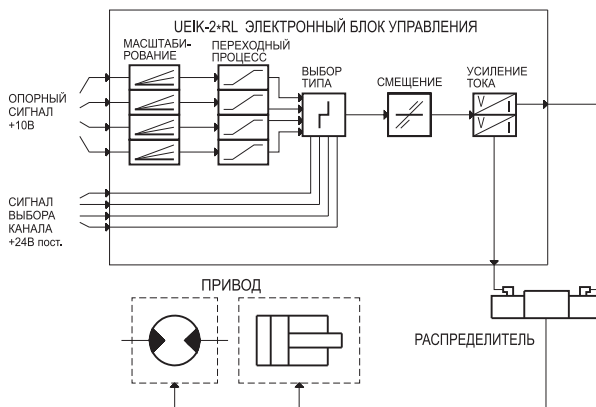 UEIK-2*RL ЭЛЕКТРОННЫЙ БЛОК УПРАВЛЕНИЯ
МАСШТАБИ-
РОВАНИЕ
ПЕРЕХОДНЫЙ
ПРОЦЕСС
ВЫБОР
ТИПА
СМЕЩЕНИЕ
УСИЛЕНИЕ
ТОКА
V
I
V
I
ОПОРНЫЙ
СИГНАЛ
+10В
СИГНАЛ
ВЫБОРА
КАНАЛА
+24В пост.
ПРИВОД
РАСПРЕДЕЛИТЕЛЬ